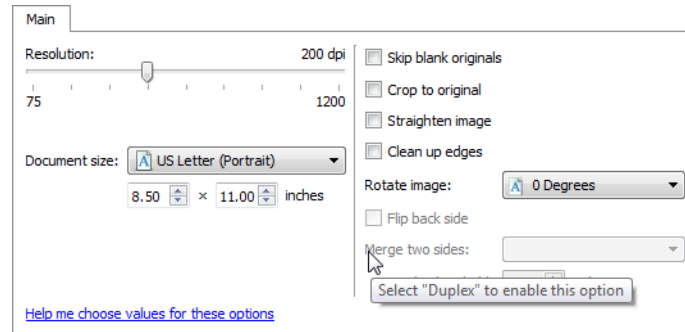 Main
Resolution: 200 dpi
75 1200
Document size: US Letter (Portrait)
8.50 × 11.00 inches
Help me choose values for these options
Skip blank originals
Crop to original
Straighten image
Clean up edges
Rotate image: 0 Degrees
Flip back side
Merge two sides:
Select "Duplex" to enable this option